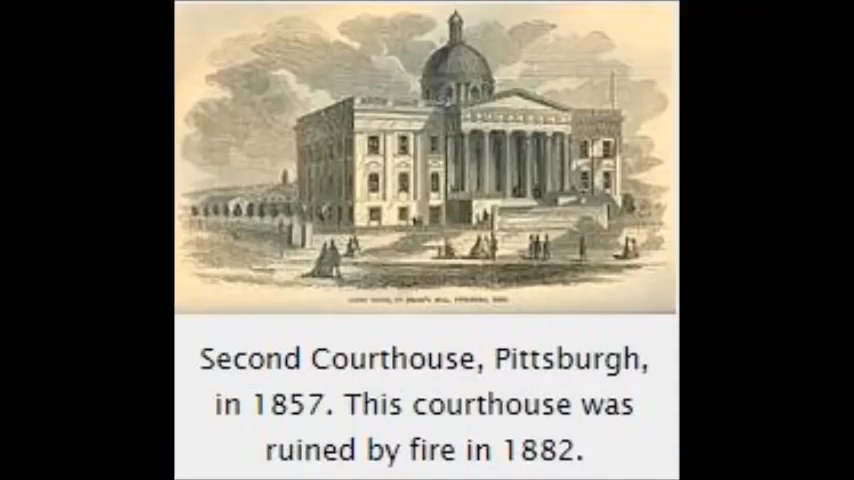 Second Courthouse, Pittsburgh,
in 1857. This courthouse was
ruined by fire in 1882.